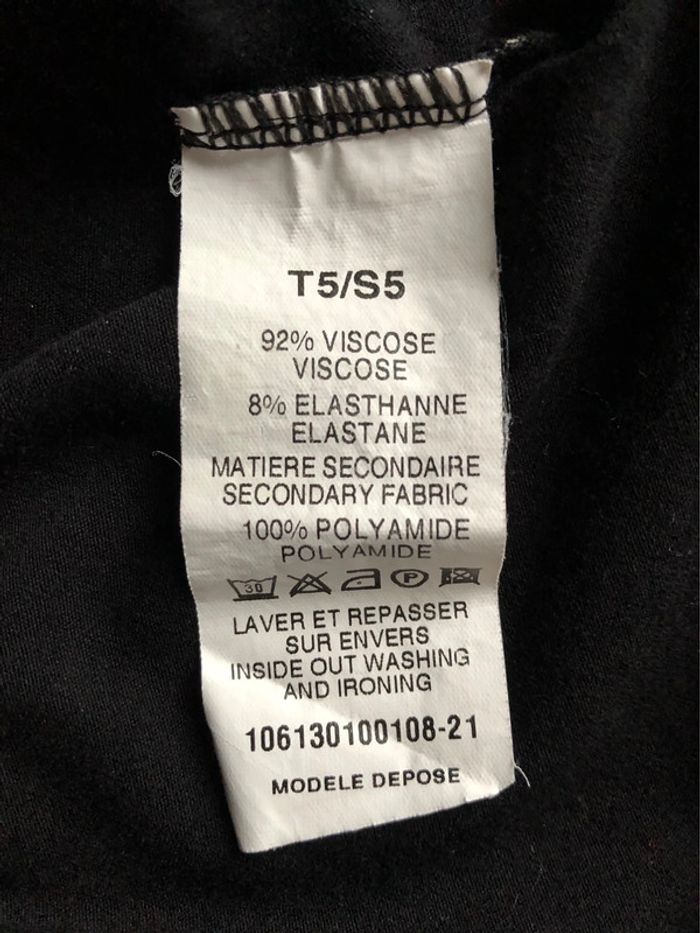 T5/S5
92% VISCOSE
VISCOSE
8% ELASTHANNE
ELASTANE
MATIERE SECONDAIRE
SECONDARY FABRIC
100% POLYAMIDE
POLYAMIDE
30 P
LAVER ET REPASSER
SUR ENVERS
INSIDE OUT WASHING
AND IRONING
106130100108-21
MODELE DEPOSE